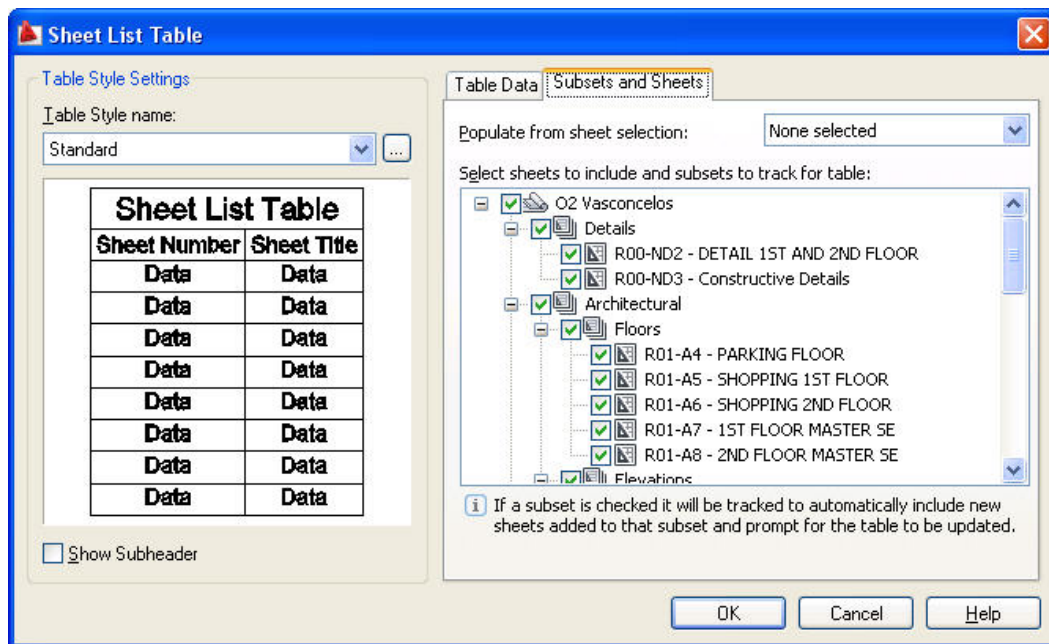 Sheet List Table
Table Style Settings
Table Style name:
Standard
...
Sheet List Table
Sheet Number Sheet Title
Data Data
Data Data
Data Data
Data Data
Data Data
Data Data
Data Data
Data Data
Show Subheader
Table Data Subsets and Sheets
Populate from sheet selection: None selected
Select sheets to include and subsets to track for table:
O2 Vasconcelos
Details
R00-ND2 - DETAIL 1ST AND 2ND FLOOR
R00-ND3 - Constructive Details
Architectural
Floors
R01-A4 - PARKING FLOOR
R01-A5 - SHOPPING 1ST FLOOR
R01-A6 - SHOPPING 2ND FLOOR
R01-A7 - 1ST FLOOR MASTER SE
R01-A8 - 2ND FLOOR MASTER SE
Elevations
If a subset is checked it will be tracked to automatically include new
sheets added to that subset and prompt for the table to be updated.
OK Cancel Help